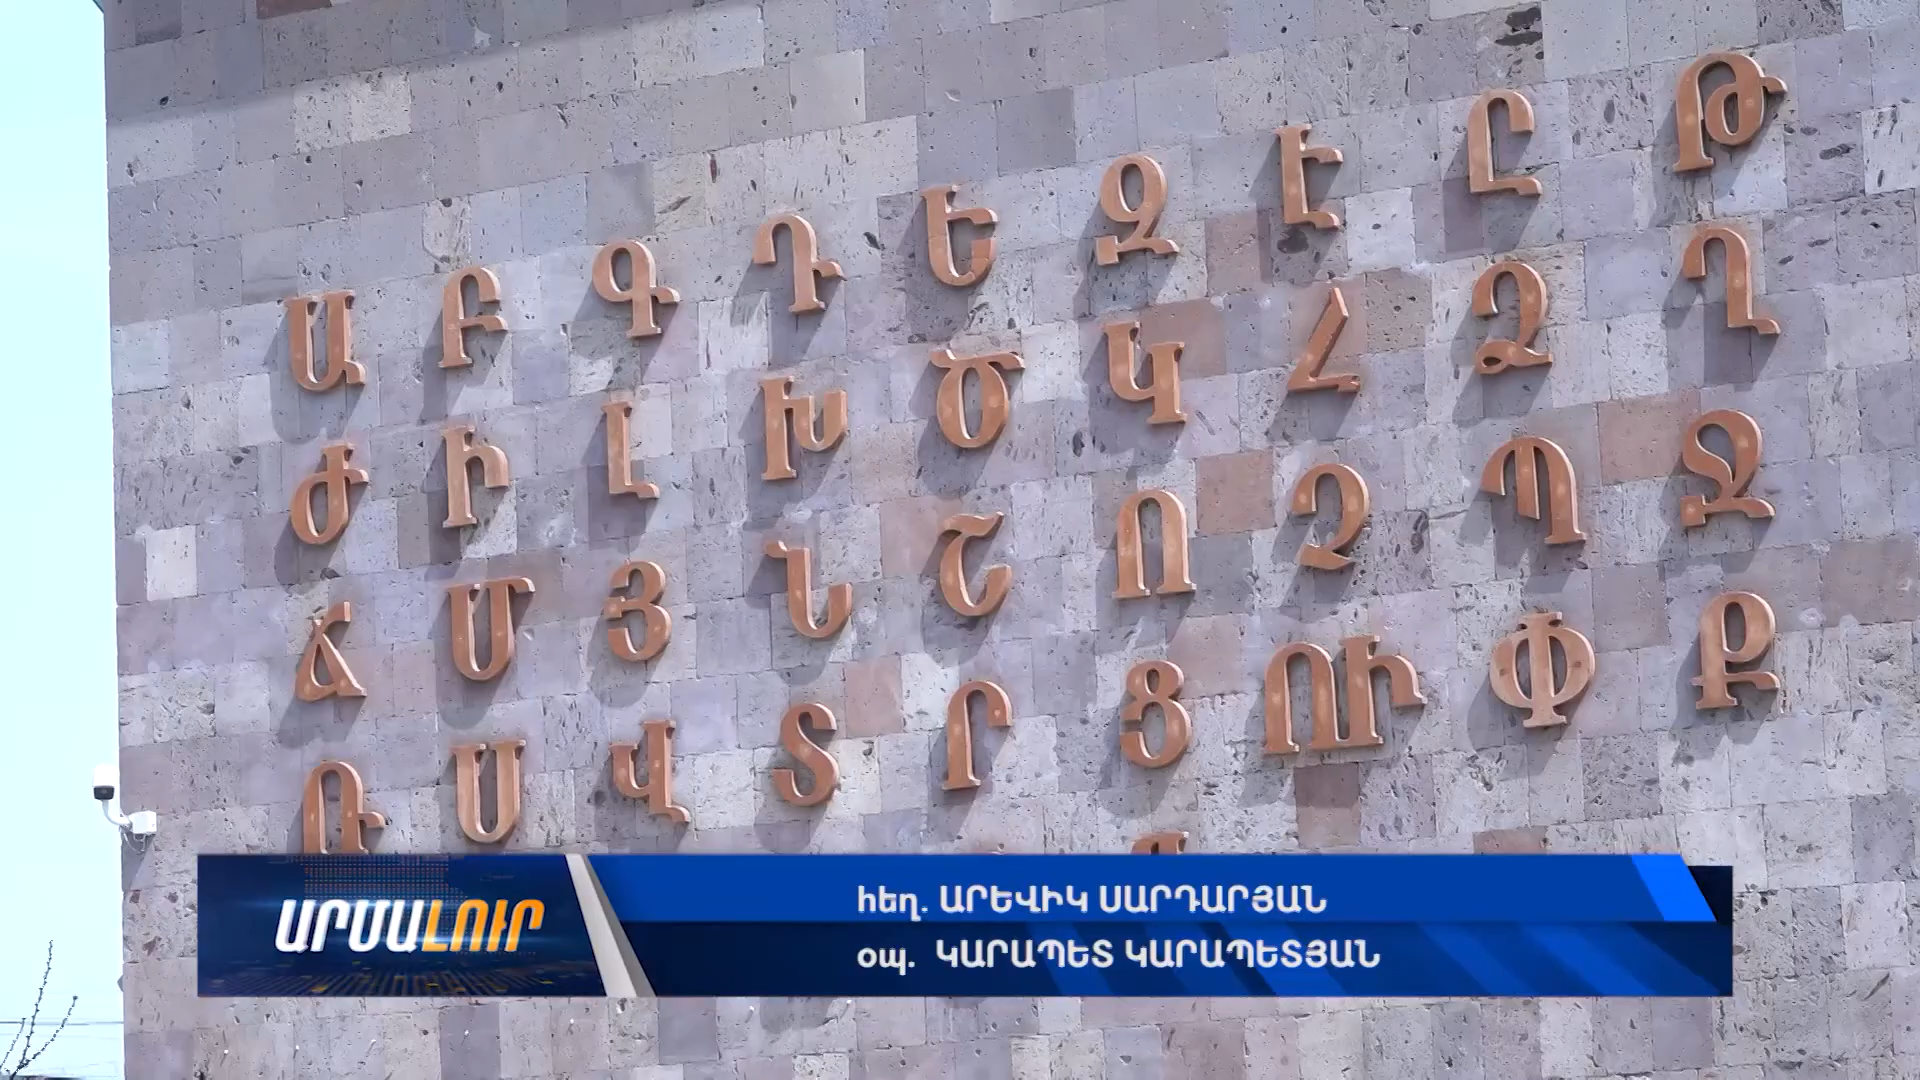 Ա Բ Գ Դ Ե Զ Է Ը Թ
Ժ Ի Լ Խ Ծ Կ Հ Ձ Ղ
Ճ Մ Յ Ն Շ Ո Չ Պ Ջ
Ռ Ս Վ Տ Ր Ց ՈՒ Փ Ք
ԱՐՄԱԼՈՒՐ
հեղ. ԱՐԵՎԻԿ ՍԱՐԴԱՐՅԱՆ
օպ. ԿԱՐԱՊԵՏ ԿԱՐԱՊԵՏՅԱՆ